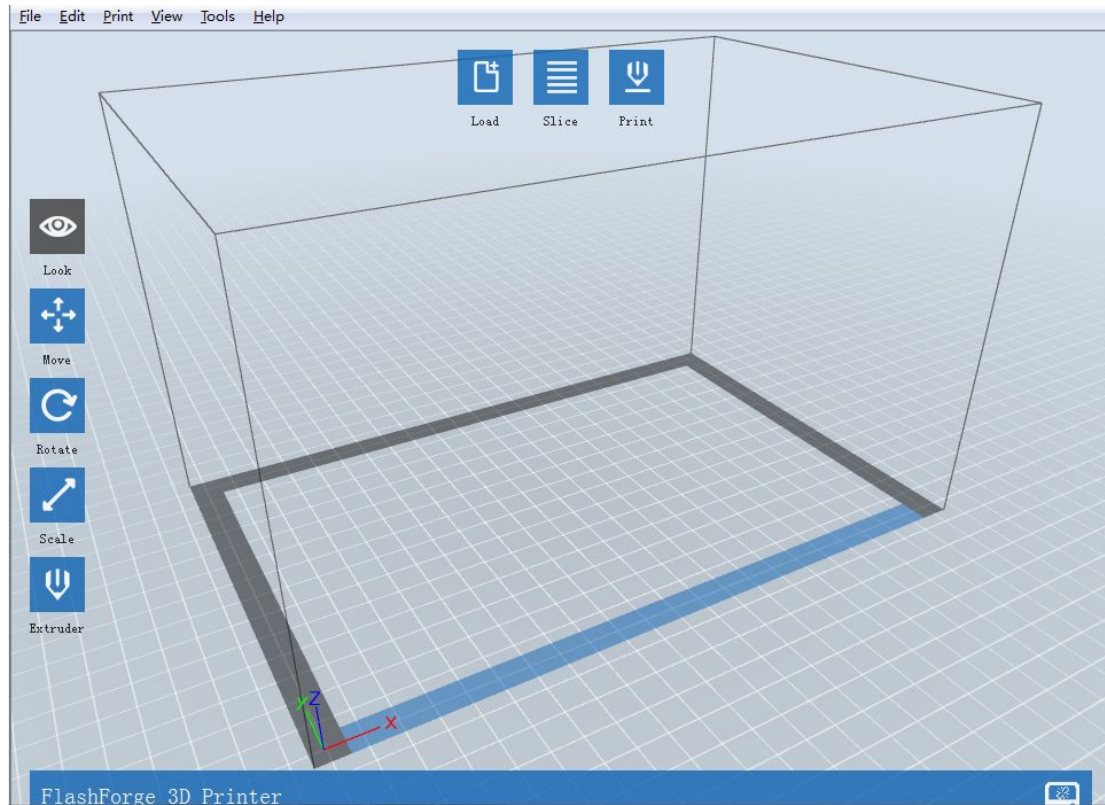 File Edit Print View Tools Help
Load Slice Print
Look
Move
Rotate
Scale
Extruder
Y Z X
FlashForge 3D Printer